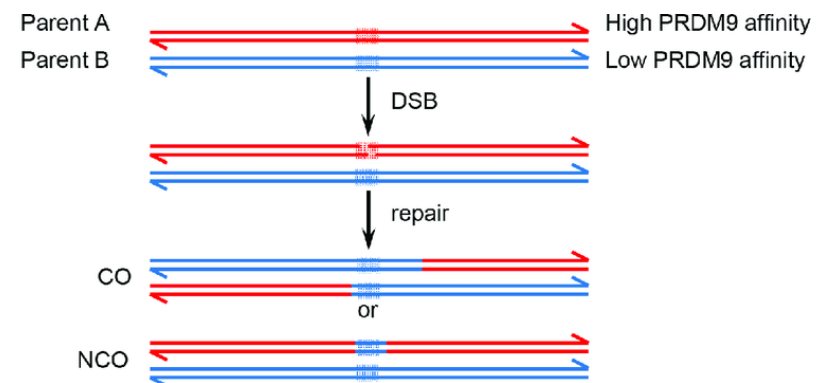 Parent A High PRDM9 affinity
Parent B Low PRDM9 affinity
DSB
repair
CO
or
NCO